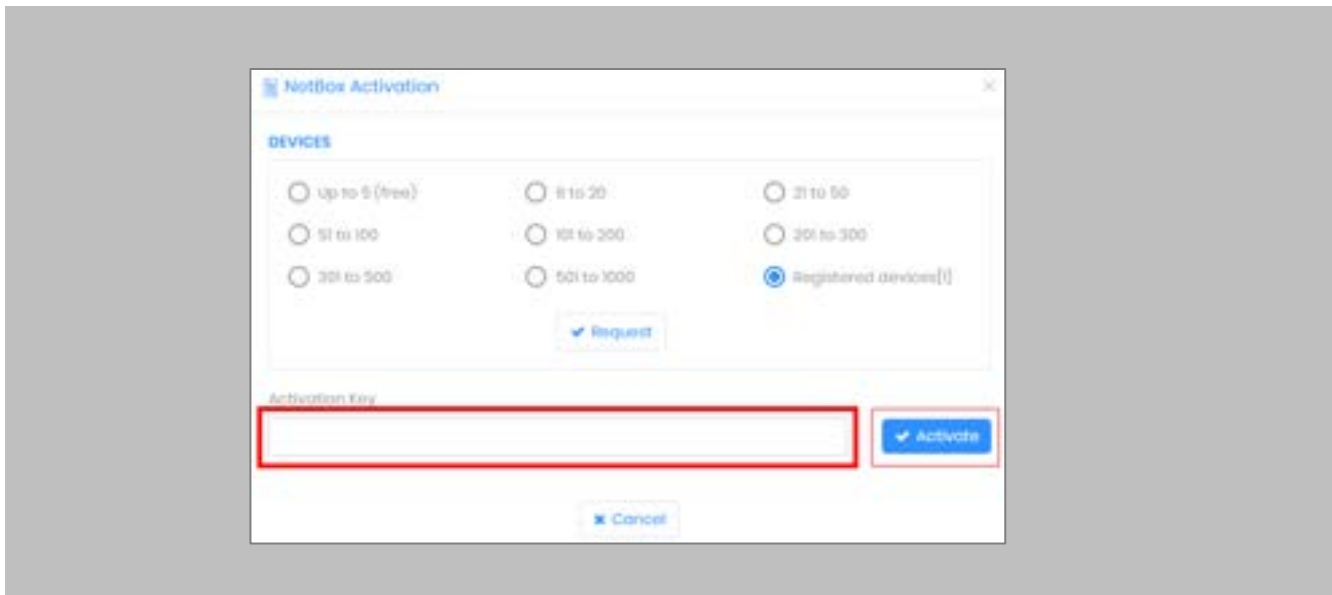 NotBox Activation
DEVICES
Up to 5 (free)
6 to 20
21 to 50
51 to 100
101 to 200
201 to 300
301 to 500
501 to 1000
Registered devices[1]
Request
Activation Key
Activate
Cancel